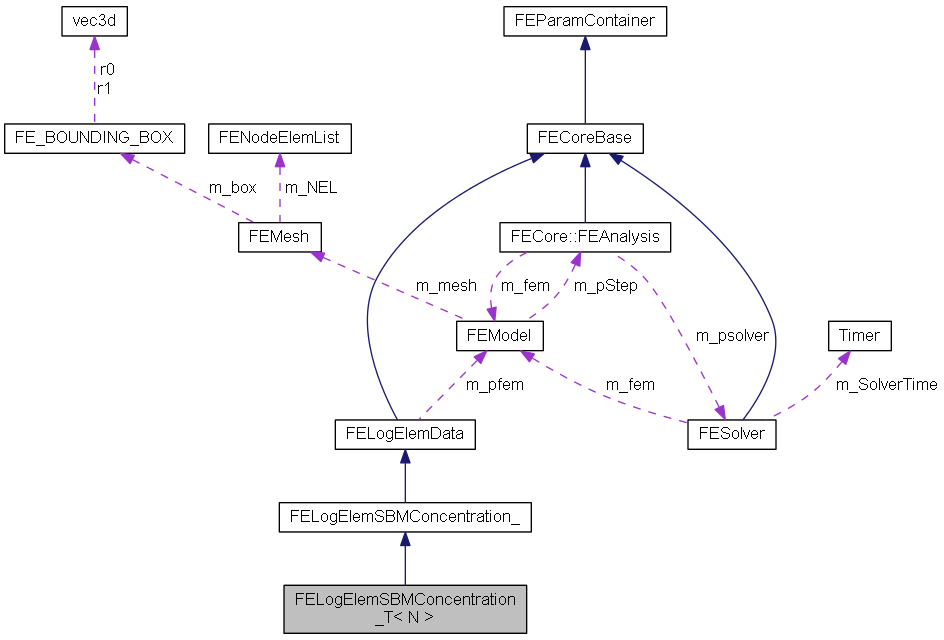 vec3d
FEParamContainer
r0
r1
FE_BOUNDING_BOX
FENodeElemList
FECoreBase
m_box
m_NEL
FEMesh
FECore::FEAnalysis
m_mesh
m_fem
m_pStep
FEModel
m_psolver
Timer
m_pfem
m_fem
m_SolverTime
FELogElemData
FESolver
FELogElemSBMConcentration_
FELogElemSBMConcentration
_T< N >